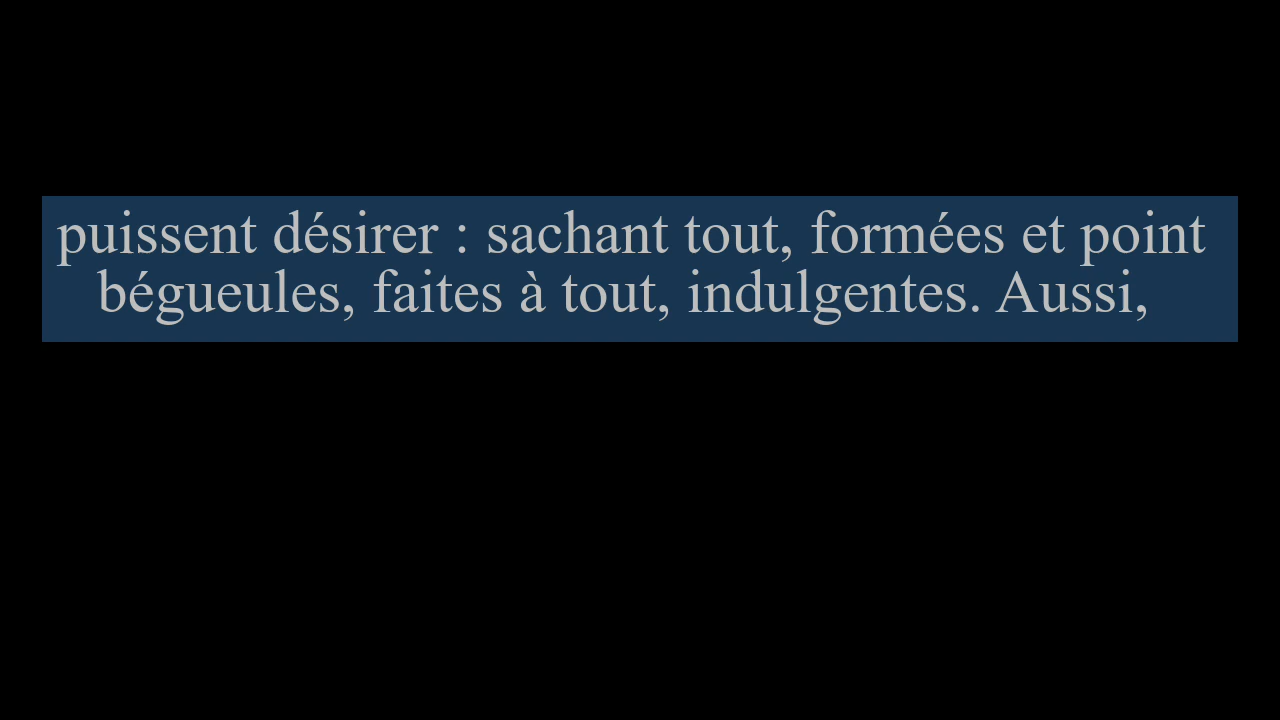 puissent désirer : sachant tout, formées et point
bégueules, faites à tout, indulgentes. Aussi,